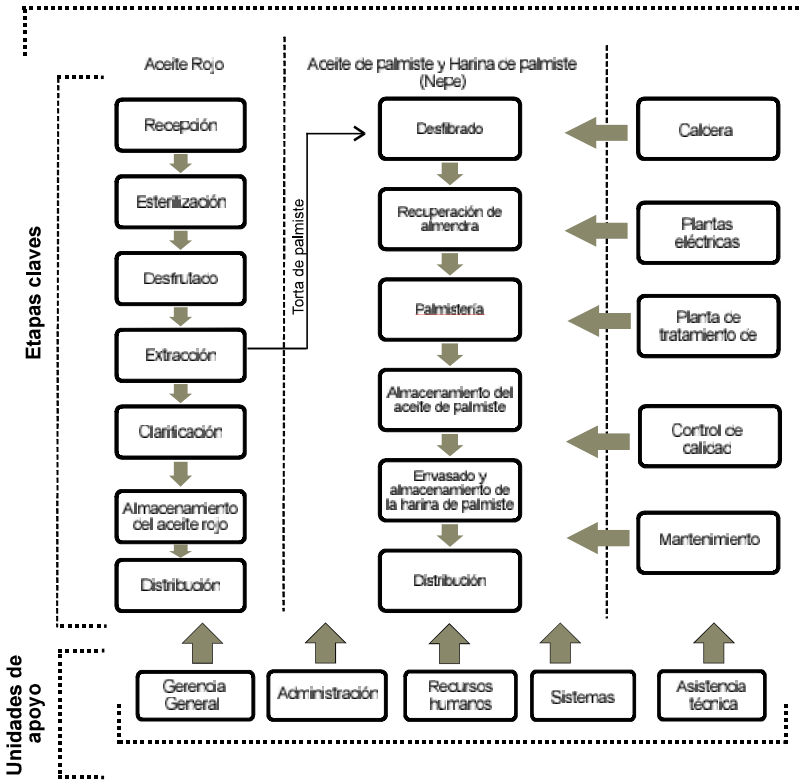 Aceite Rojo
Aceite de palmiste y Harina de palmiste
(Nepe)
Etapas claves
Recepción
Esterilización
Desfrutado
Extracción
Clarificación
Almacenamiento
del aceite rojo
Distribución
Torta de palmiste
Desfibrado
Recuperación de
almendra
Palmistería
Almacenamiento del
aceite de palmiste
Envasado y
almacenamiento de
la harina de palmiste
Distribución
Caldera
Plantas
eléctricas
Planta de
tratamiento de
Control de
calidad
Mantenimiento
Unidades de
apoyo
Gerencia
General
Administración
Recursos
humanos
Sistemas
Asistencia
técnica